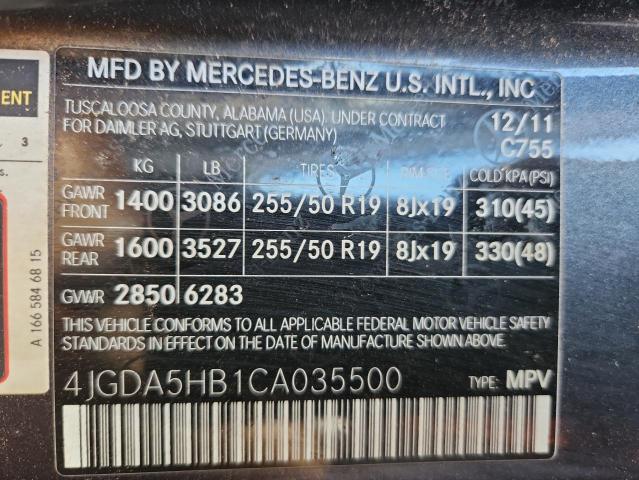 MFD BY MERCEDES-BENZ U.S. INTL., INC
TUSCALOOSA COUNTY, ALABAMA (USA). UNDER CONTRACT
FOR DAIMLER AG, STUTTGART (GERMANY)
12/11
C755
KG LB TIRES RIM SIZE COLD KPA (PSI)
GAWR FRONT 1400 3086 255/50 R19 8Jx19 310(45)
GAWR REAR 1600 3527 255/50 R19 8Jx19 330(48)
GVWR 2850 6283
THIS VEHICLE CONFORMS TO ALL APPLICABLE FEDERAL MOTOR VEHICLE SAFETY
IN EFFECT ON THE DATE OF MANUFACTURE SHOWN ABOVE.
4JGDA5HB1CA035500 TYPE: MPV
A 166 584 68 15
ENT
3
s.